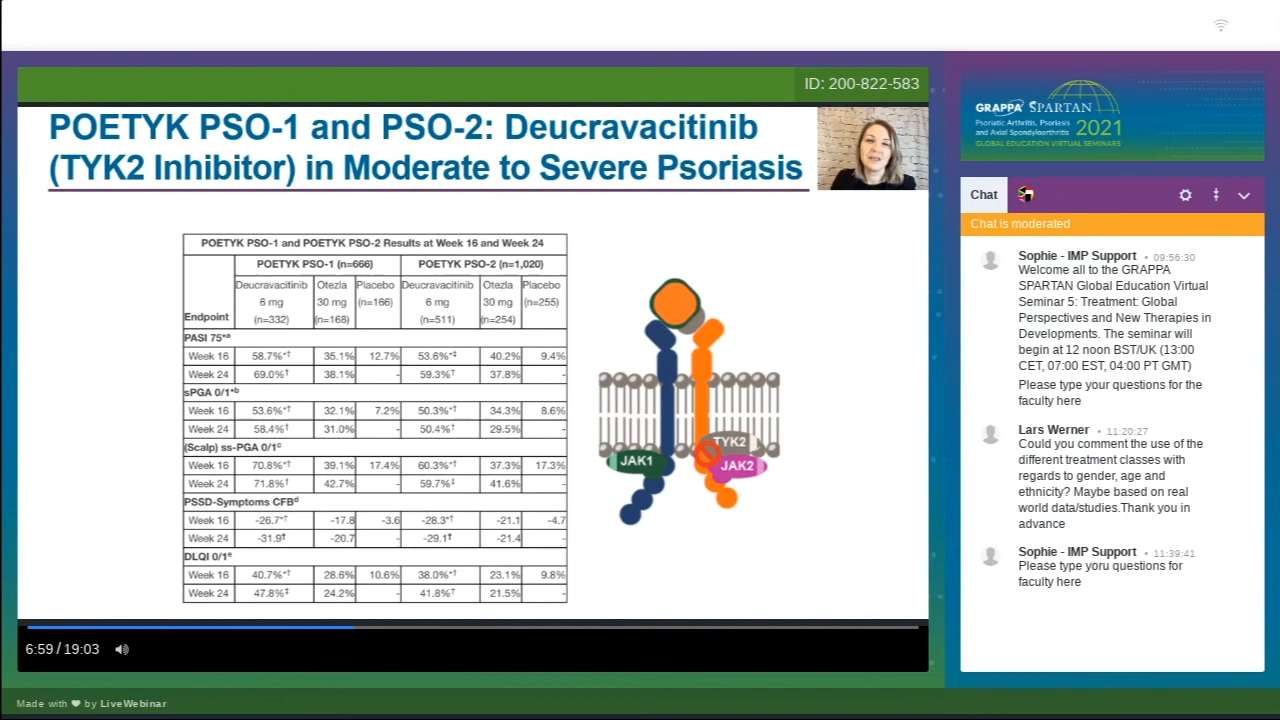 ID: 200-822-583
POETYK PSO-1 and PSO-2: Deucravacitinib
(TYK2 Inhibitor) in Moderate to Severe Psoriasis
POETYK PSO-1 and POETYK PSO-2 Results at Week 16 and Week 24
Endpoint POETYK PSO-1 (n=666) POETYK PSO-2 (n=1,020)
Deucravacitinib 6 mg (n=332) Otezla 30 mg (n=168) Placebo (n=166) Deucravacitinib 6 mg (n=511) Otezla 30 mg (n=254) Placebo (n=255)
PASI 75*a
Week 16 58.7%*† 35.1% 12.7% 53.6%*‡ 40.2% 9.4%
Week 24 69.0%† 38.1% - 59.3%† 37.8% -
sPGA 0/1*b
Week 16 53.6%*† 32.1% 7.2% 50.3%*† 34.3% 8.6%
Week 24 58.4%† 31.0% - 50.4%† 29.5% -
(Scalp) ss-PGA 0/1c
Week 16 70.8%*† 39.1% 17.4% 60.3%*† 37.3% 17.3%
Week 24 71.8%† 42.7% - 59.7%‡ 41.6% -
PSSD-Symptoms CFBd
Week 16 -26.7*† -17.8 -3.6 -28.3*† -21.1 -4.7
Week 24 -31.9† -20.7 - -29.1† -21.4 -
DLQI 0/1e
Week 16 40.7%*† 28.6% 10.6% 38.0%*† 23.1% 9.8%
Week 24 47.8%‡ 24.2% - 41.8%† 21.5% -
TYK2
JAK1
JAK2
6:59 / 19:03
Made with ❤ by LiveWebinar
GRAPPA SPARTAN
Psoriatic Arthritis, Psoriasis
and Axial Spondyloarthritis 2021
GLOBAL EDUCATION VIRTUAL SEMINARS
Chat
Chat is moderated
Sophie - IMP Support • 09:56:30
Welcome all to the GRAPPA
SPARTAN Global Education Virtual
Seminar 5: Treatment: Global
Perspectives and New Therapies in
Developments. The seminar will
begin at 12 noon BST/UK (13:00
CET, 07:00 EST, 04:00 PT GMT)
Please type your questions for the
faculty here
Lars Werner • 11:20:27
Could you comment the use of the
different treatment classes with
regards to gender, age and
ethnicity? Maybe based on real
world data/studies.Thank you in
advance
Sophie - IMP Support • 11:39:41
Please type yoru questions for
faculty here